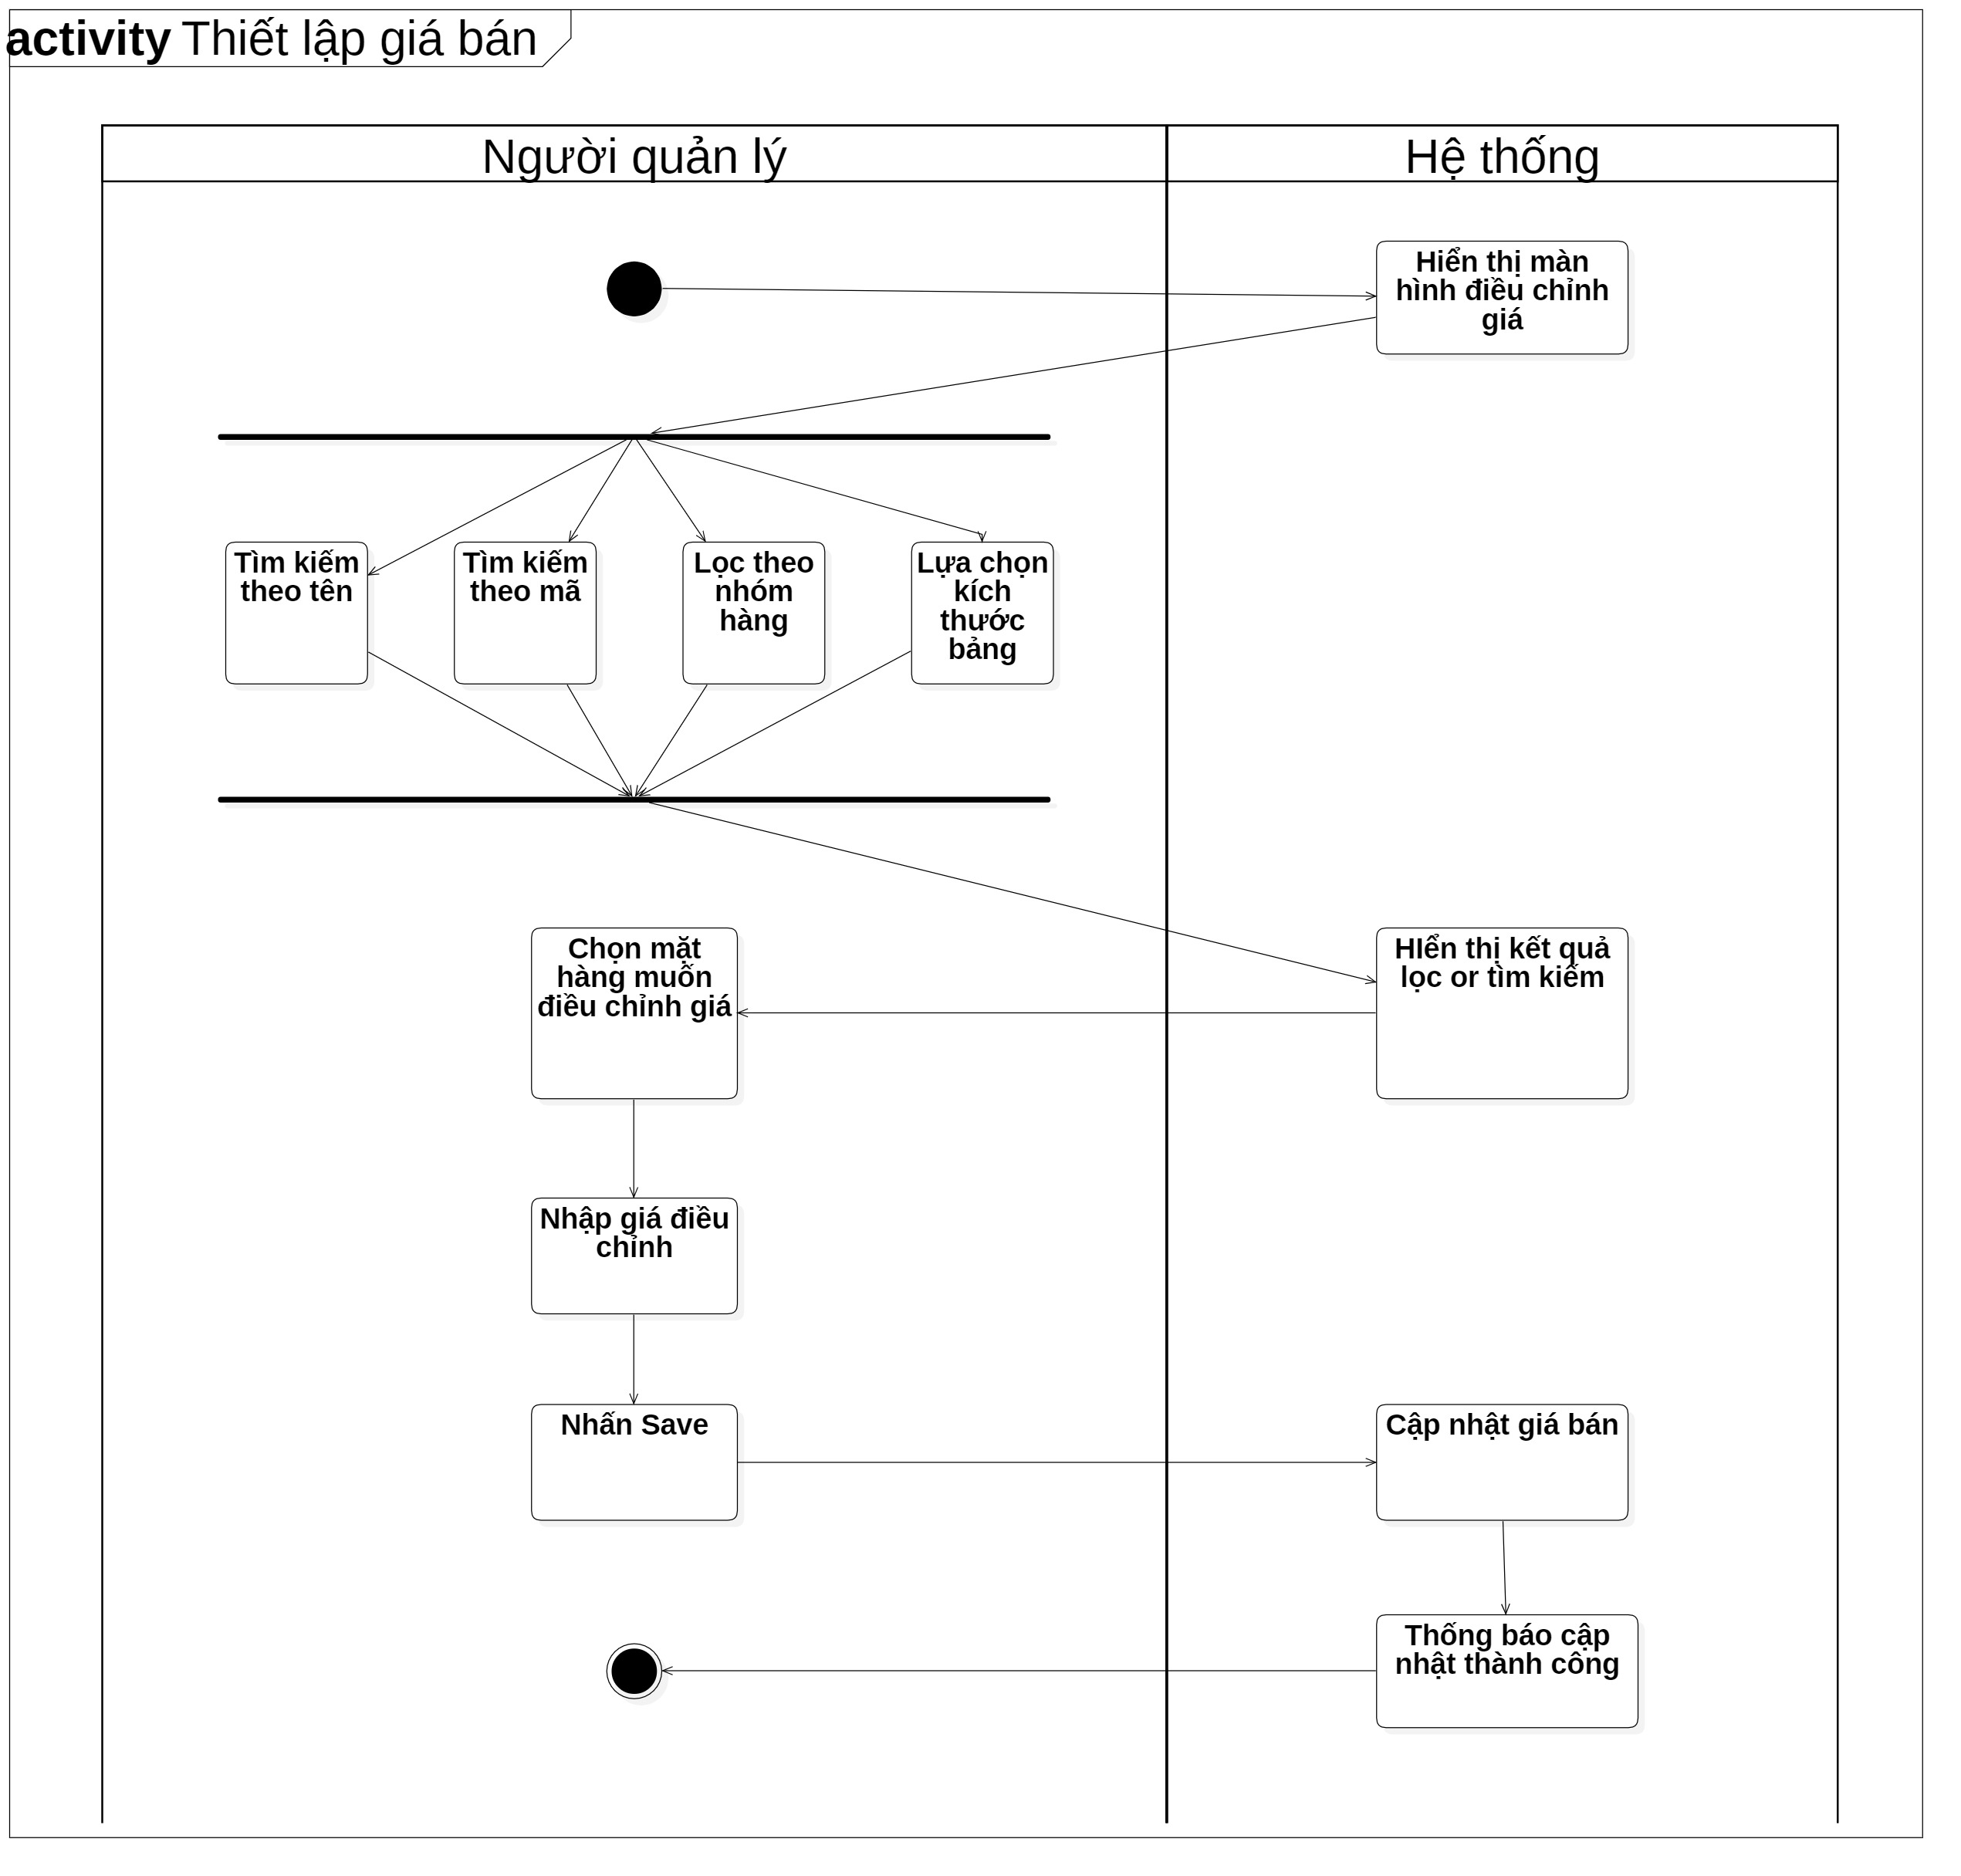 activity Thiết lập giá bán
Người quản lý
Hệ thống
Hiển thị màn
hình điều chỉnh
giá
Tìm kiếm
theo tên
Tìm kiếm
theo mã
Lọc theo
nhóm
hàng
Lựa chọn
kích
thước
bảng
Chọn mặt
hàng muốn
điều chỉnh giá
HIển thị kết quả
lọc or tìm kiếm
Nhập giá điều
chỉnh
Nhấn Save
Cập nhật giá bán
Thống báo cập
nhật thành công